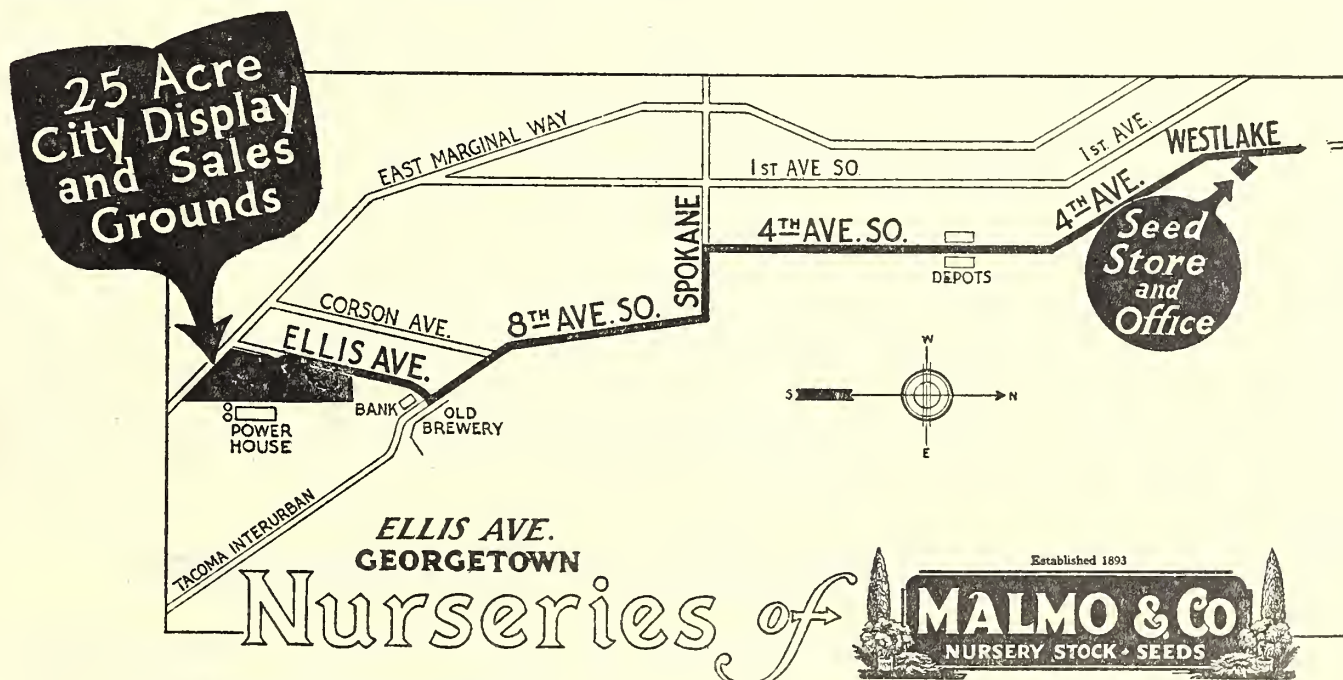 25 Acre
City Display
and Sales
Grounds
EAST MARGINAL WAY
1ST AVE SO.
1ST. AVE.
WESTLAKE
4TH AVE.
4TH AVE. SO.
SPOKANE
DEPOTS
Seed
Store
and
Office
CORSON AVE.
8TH AVE. SO.
ELLIS AVE.
BANK
OLD
BREWERY
POWER
HOUSE
TACOMA INTERURBAN
W
S
N
E
ELLIS AVE.
GEORGETOWN
Nurseries of
Established 1893
MALMO & CO
NURSERY STOCK - SEEDS